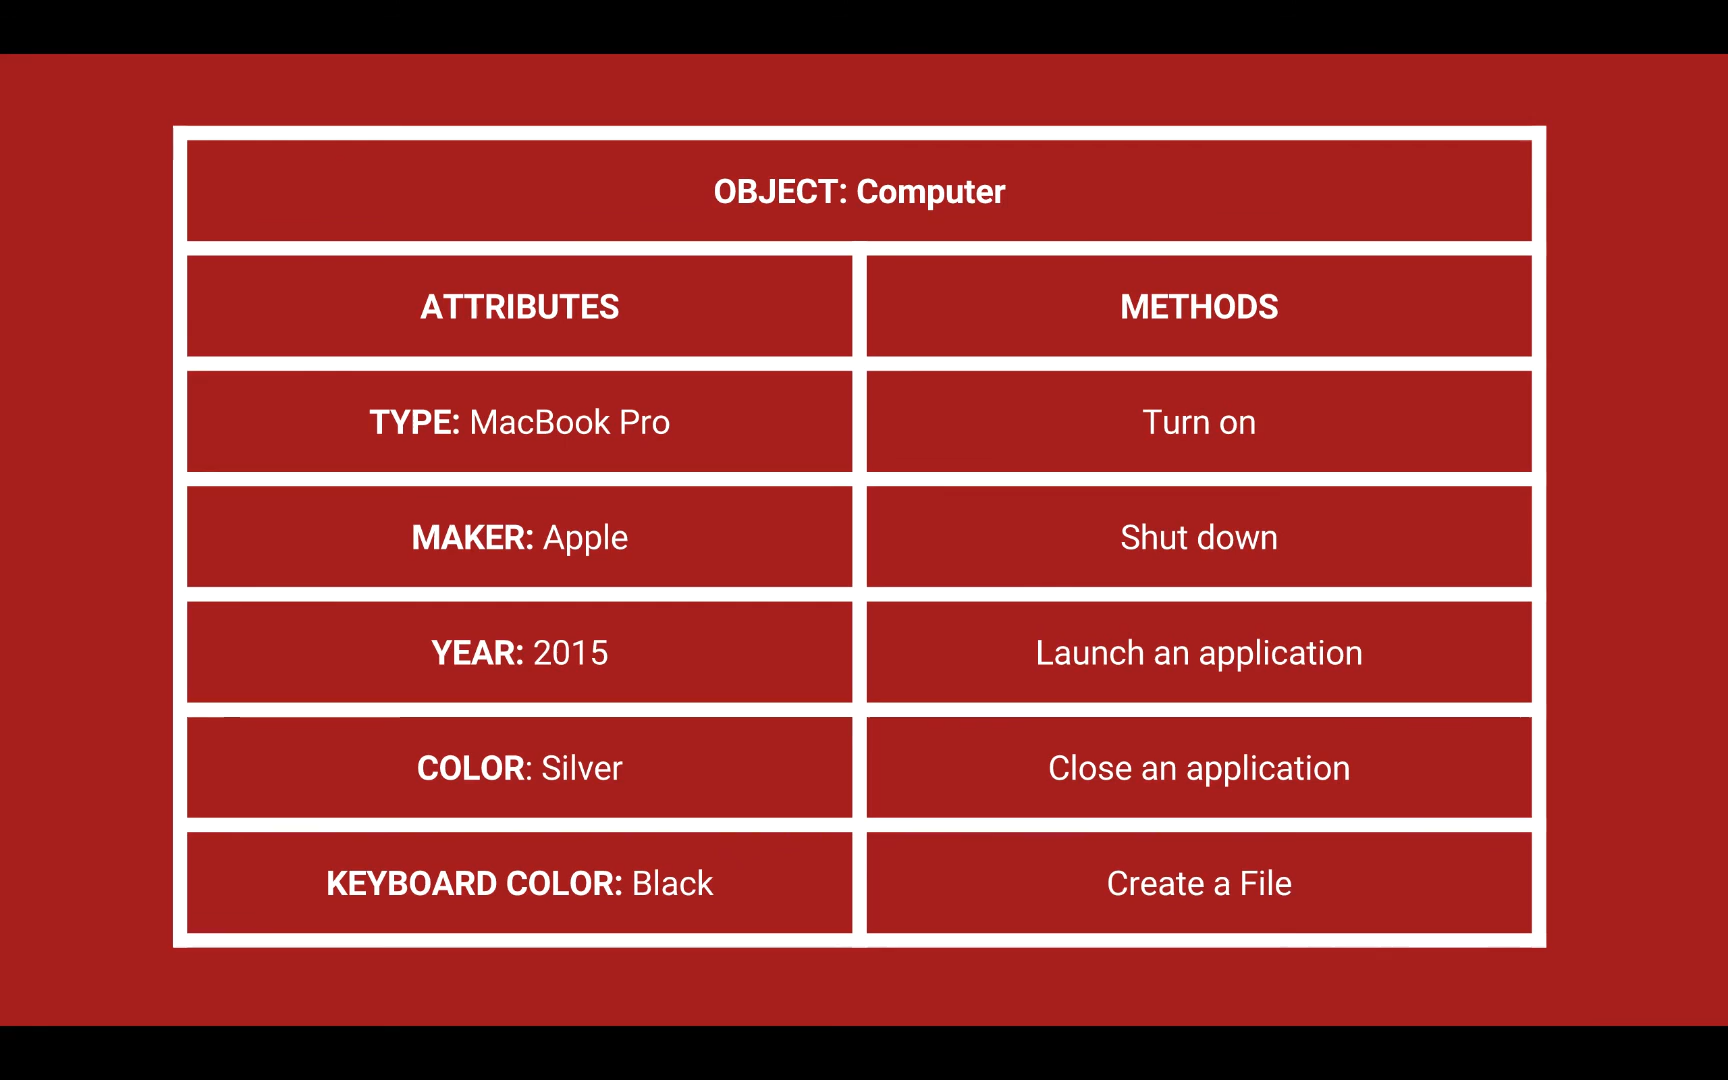 OBJECT: Computer
ATTRIBUTES
METHODS
TYPE: MacBook Pro
Turn on
MAKER: Apple
Shut down
YEAR: 2015
Launch an application
COLOR: Silver
Close an application
KEYBOARD COLOR: Black
Create a File